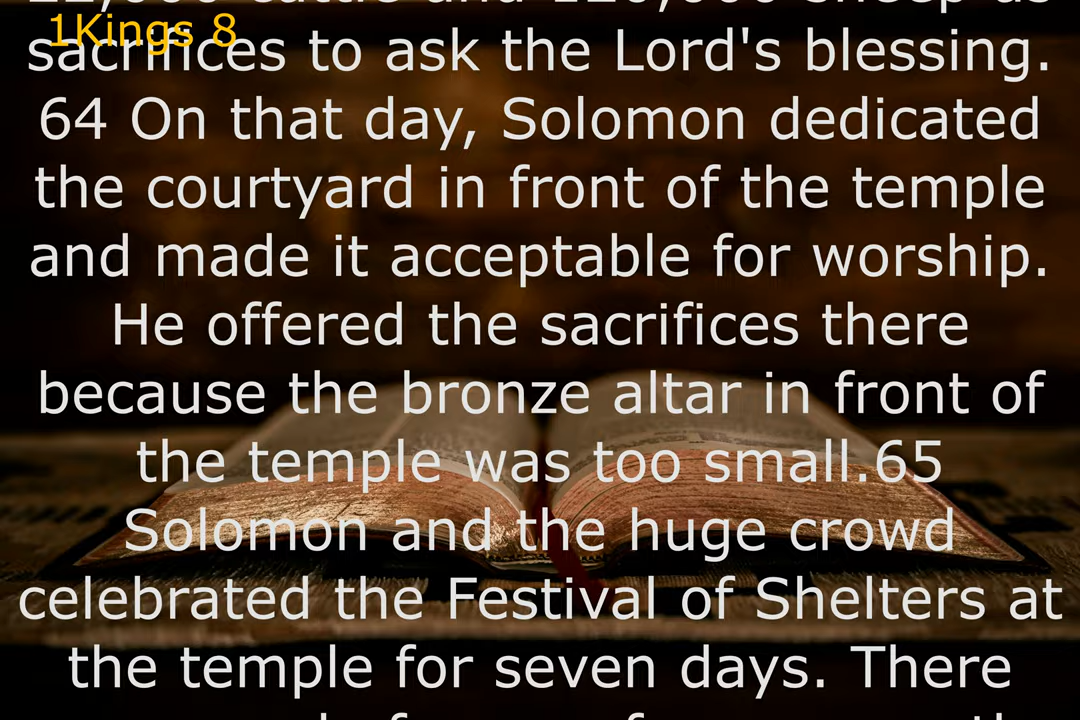 1Kings 8
sacrifices to ask the Lord's blessing.
64 On that day, Solomon dedicated
the courtyard in front of the temple
and made it acceptable for worship.
He offered the sacrifices there
because the bronze altar in front of
the temple was too small.65
Solomon and the huge crowd
celebrated the Festival of Shelters at
the temple for seven days. There